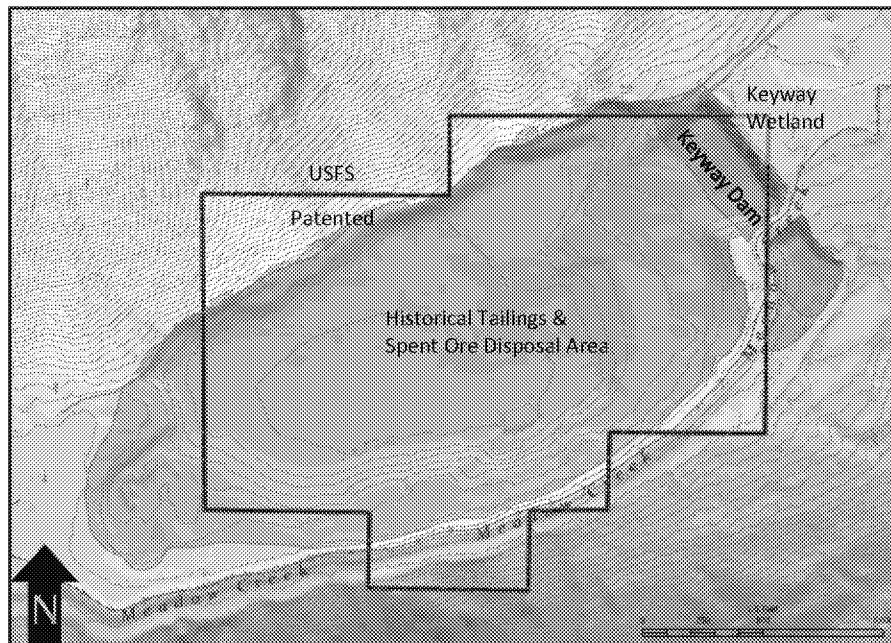 Keyway
Wetland
Keyway Dam
USFS
Patented
Historical Tailings &
Spent Ore Disposal Area
Meadow Creek
Meadow Creek
N